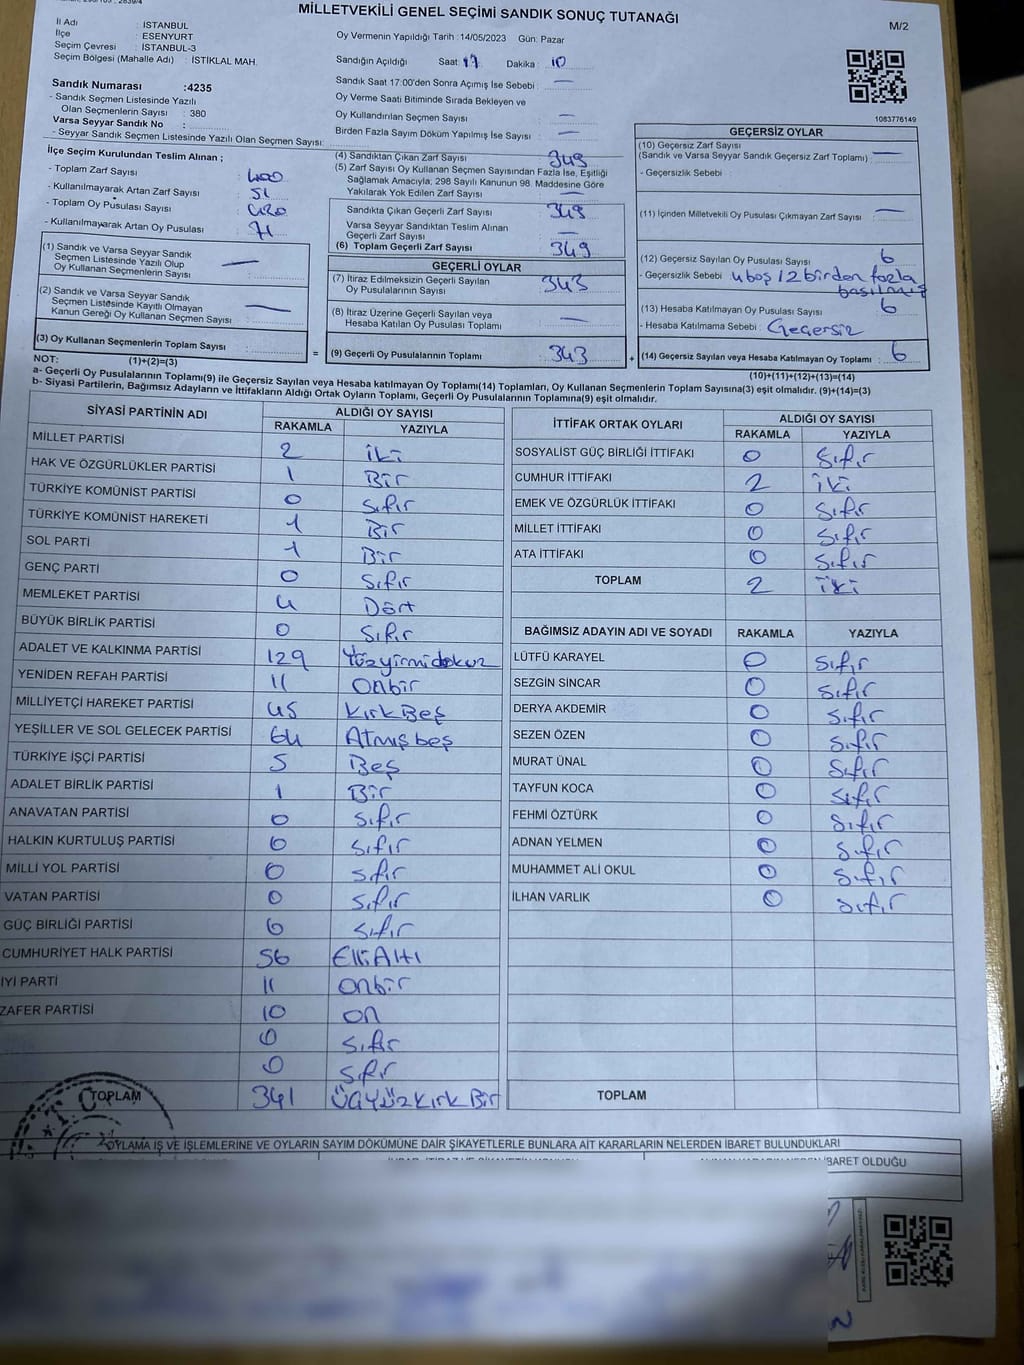 MİLLETVEKİLİ GENEL SEÇİMİ SANDIK SONUÇ TUTANAĞI
M/2
İl Adı : İSTANBUL
İlçe : ESENYURT
Seçim Çevresi : İSTANBUL-3
Seçim Bölgesi (Mahalle Adı) : İSTİKLAL MAH.
Oy Vermenin Yapıldığı Tarih :14/05/2023 Gün: Pazar
Sandığın Açıldığı Saat: 17 Dakika : 10
Sandık Saat 17:00'den Sonra Açılmış İse Sebebi : —
Oy Verme Saati Bitiminde Sırada Bekleyen ve
Oy Kullandırılan Seçmen Sayısı : —
Birden Fazla Sayım Döküm Yapılmış İse Sayısı : —
1083776149
Sandık Numarası :4235
- Sandık Seçmen Listesinde Yazılı
Olan Seçmenlerin Sayısı : 380
Varsa Seyyar Sandık No :
- Seyyar Sandık Seçmen Listesinde Yazılı Olan Seçmen Sayısı:
İlçe Seçim Kurulundan Teslim Alınan ;
- Toplam Zarf Sayısı : 400
- Kullanılmayarak Artan Zarf Sayısı : 51
- Toplam Oy Pusulası Sayısı : 420
- Kullanılmayarak Artan Oy Pusulası : 71
(1) Sandık ve Varsa Seyyar Sandık
Seçmen Listesinde Yazılı Olup
Oy Kullanan Seçmenlerin Sayısı : —
(2) Sandık ve Varsa Seyyar Sandık
Seçmen Listesinde Kayıtlı Olmayan
Kanun Gereği Oy Kullanan Seçmen Sayısı : —
(3) Oy Kullanan Seçmenlerin Toplam Sayısı :
(4) Sandıktan Çıkan Zarf Sayısı : 349
(5) Zarf Sayısı Oy Kullanan Seçmen Sayısından Fazla İse, Eşitliği
Sağlamak Amacıyla; 298 Sayılı Kanunun 98. Maddesine Göre
Yakılarak Yok Edilen Zarf Sayısı :
Sandıkta Çıkan Geçerli Zarf Sayısı : 349
Varsa Seyyar Sandıktan Teslim Alınan
Geçerli Zarf Sayısı : —
(6) Toplam Geçerli Zarf Sayısı : 349
GEÇERLİ OYLAR
(7) İtiraz Edilmeksizin Geçerli Sayılan
Oy Pusulalarının Sayısı : 343
(8) İtiraz Üzerine Geçerli Sayılan veya
Hesaba Katılan Oy Pusulası Toplamı : —
= (9) Geçerli Oy Pusulalarının Toplamı : 343
GEÇERSİZ OYLAR
(10) Geçersiz Zarf Sayısı
(Sandık ve Varsa Seyyar Sandık Geçersiz Zarf Toplamı) : —
- Geçersizlik Sebebi :
(11) İçinden Milletvekili Oy Pusulası Çıkmayan Zarf Sayısı : —
(12) Geçersiz Sayılan Oy Pusulası Sayısı : 6
- Geçersizlik Sebebi : 4 boş / 2 birden fazla
basılmış
(13) Hesaba Katılmayan Oy Pusulası Sayısı : 6
- Hesaba Katılmama Sebebi : Geçersiz
+ (14) Geçersiz Sayılan veya Hesaba Katılmayan Oy Toplamı : 6
NOT: (1)+(2)=(3)
(10)+(11)+(12)+(13)=(14)
a- Geçerli Oy Pusulalarının Toplamı(9) ile Geçersiz Sayılan veya Hesaba katılmayan Oy Toplamı(14) Toplamları, Oy Kullanan Seçmenlerin Toplam Sayısına(3) eşit olmalıdır. (9)+(14)=(3)
b- Siyasi Partilerin, Bağımsız Adayların ve İttifakların Aldığı Ortak Oyların Toplamı, Geçerli Oy Pusulalarının Toplamına(9) eşit olmalıdır.
SİYASİ PARTİNİN ADI ALDIĞI OY SAYISI
RAKAMLA YAZIYLA
MİLLET PARTİSİ 2 iki
HAK VE ÖZGÜRLÜKLER PARTİSİ 1 Bir
TÜRKİYE KOMÜNİST PARTİSİ 0 Sıfır
TÜRKİYE KOMÜNİST HAREKETİ 1 Bir
SOL PARTİ 1 Bir
GENÇ PARTİ 0 Sıfır
MEMLEKET PARTİSİ 4 Dört
BÜYÜK BİRLİK PARTİSİ 0 Sıfır
ADALET VE KALKINMA PARTİSİ 129 Yüzyirmidokuz
YENİDEN REFAH PARTİSİ 11 Onbir
MİLLİYETÇİ HAREKET PARTİSİ 45 Kırk Beş
YEŞİLLER VE SOL GELECEK PARTİSİ 64 Atmışbeş
TÜRKİYE İŞÇİ PARTİSİ 5 Beş
ADALET BİRLİK PARTİSİ 1 Bir
ANAVATAN PARTİSİ 0 Sıfır
HALKIN KURTULUŞ PARTİSİ 0 Sıfır
MİLLİ YOL PARTİSİ 0 Sıfır
VATAN PARTİSİ 0 Sıfır
GÜÇ BİRLİĞİ PARTİSİ 0 Sıfır
CUMHURİYET HALK PARTİSİ 56 Elli Altı
İYİ PARTİ 11 onbir
ZAFER PARTİSİ 10 on
0 Sıfır
0 Sıfır
TOPLAM 341 ÜçYüzKırk Bir
İTTİFAK ORTAK OYLARI ALDIĞI OY SAYISI
RAKAMLA YAZIYLA
SOSYALİST GÜÇ BİRLİĞİ İTTİFAKI 0 Sıfır
CUMHUR İTTİFAKI 2 iki
EMEK VE ÖZGÜRLÜK İTTİFAKI 0 Sıfır
MİLLET İTTİFAKI 0 Sıfır
ATA İTTİFAKI 0 Sıfır
TOPLAM 2 iki
BAĞIMSIZ ADAYIN ADI VE SOYADI RAKAMLA YAZIYLA
LÜTFÜ KARAYEL 0 Sıfır
SEZGİN SİNCAR 0 Sıfır
DERYA AKDEMİR 0 Sıfır
SEZEN ÖZEN 0 Sıfır
MURAT ÜNAL 0 Sıfır
TAYFUN KOCA 0 Sıfır
FEHMİ ÖZTÜRK 0 Sıfır
ADNAN YELMEN 0 Sıfır
MUHAMMET ALİ OKUL 0 Sıfır
İLHAN VARLIK 0 Sıfır
TOPLAM
T. C.
OYLAMA İŞ VE İŞLEMLERİNE VE OYLARIN SAYIM DÖKÜMÜNE DAİR ŞİKAYETLERLE BUNLARA AİT KARARLARIN NELERDEN İBARET BULUNDUKLARI
İBARET OLDUĞU